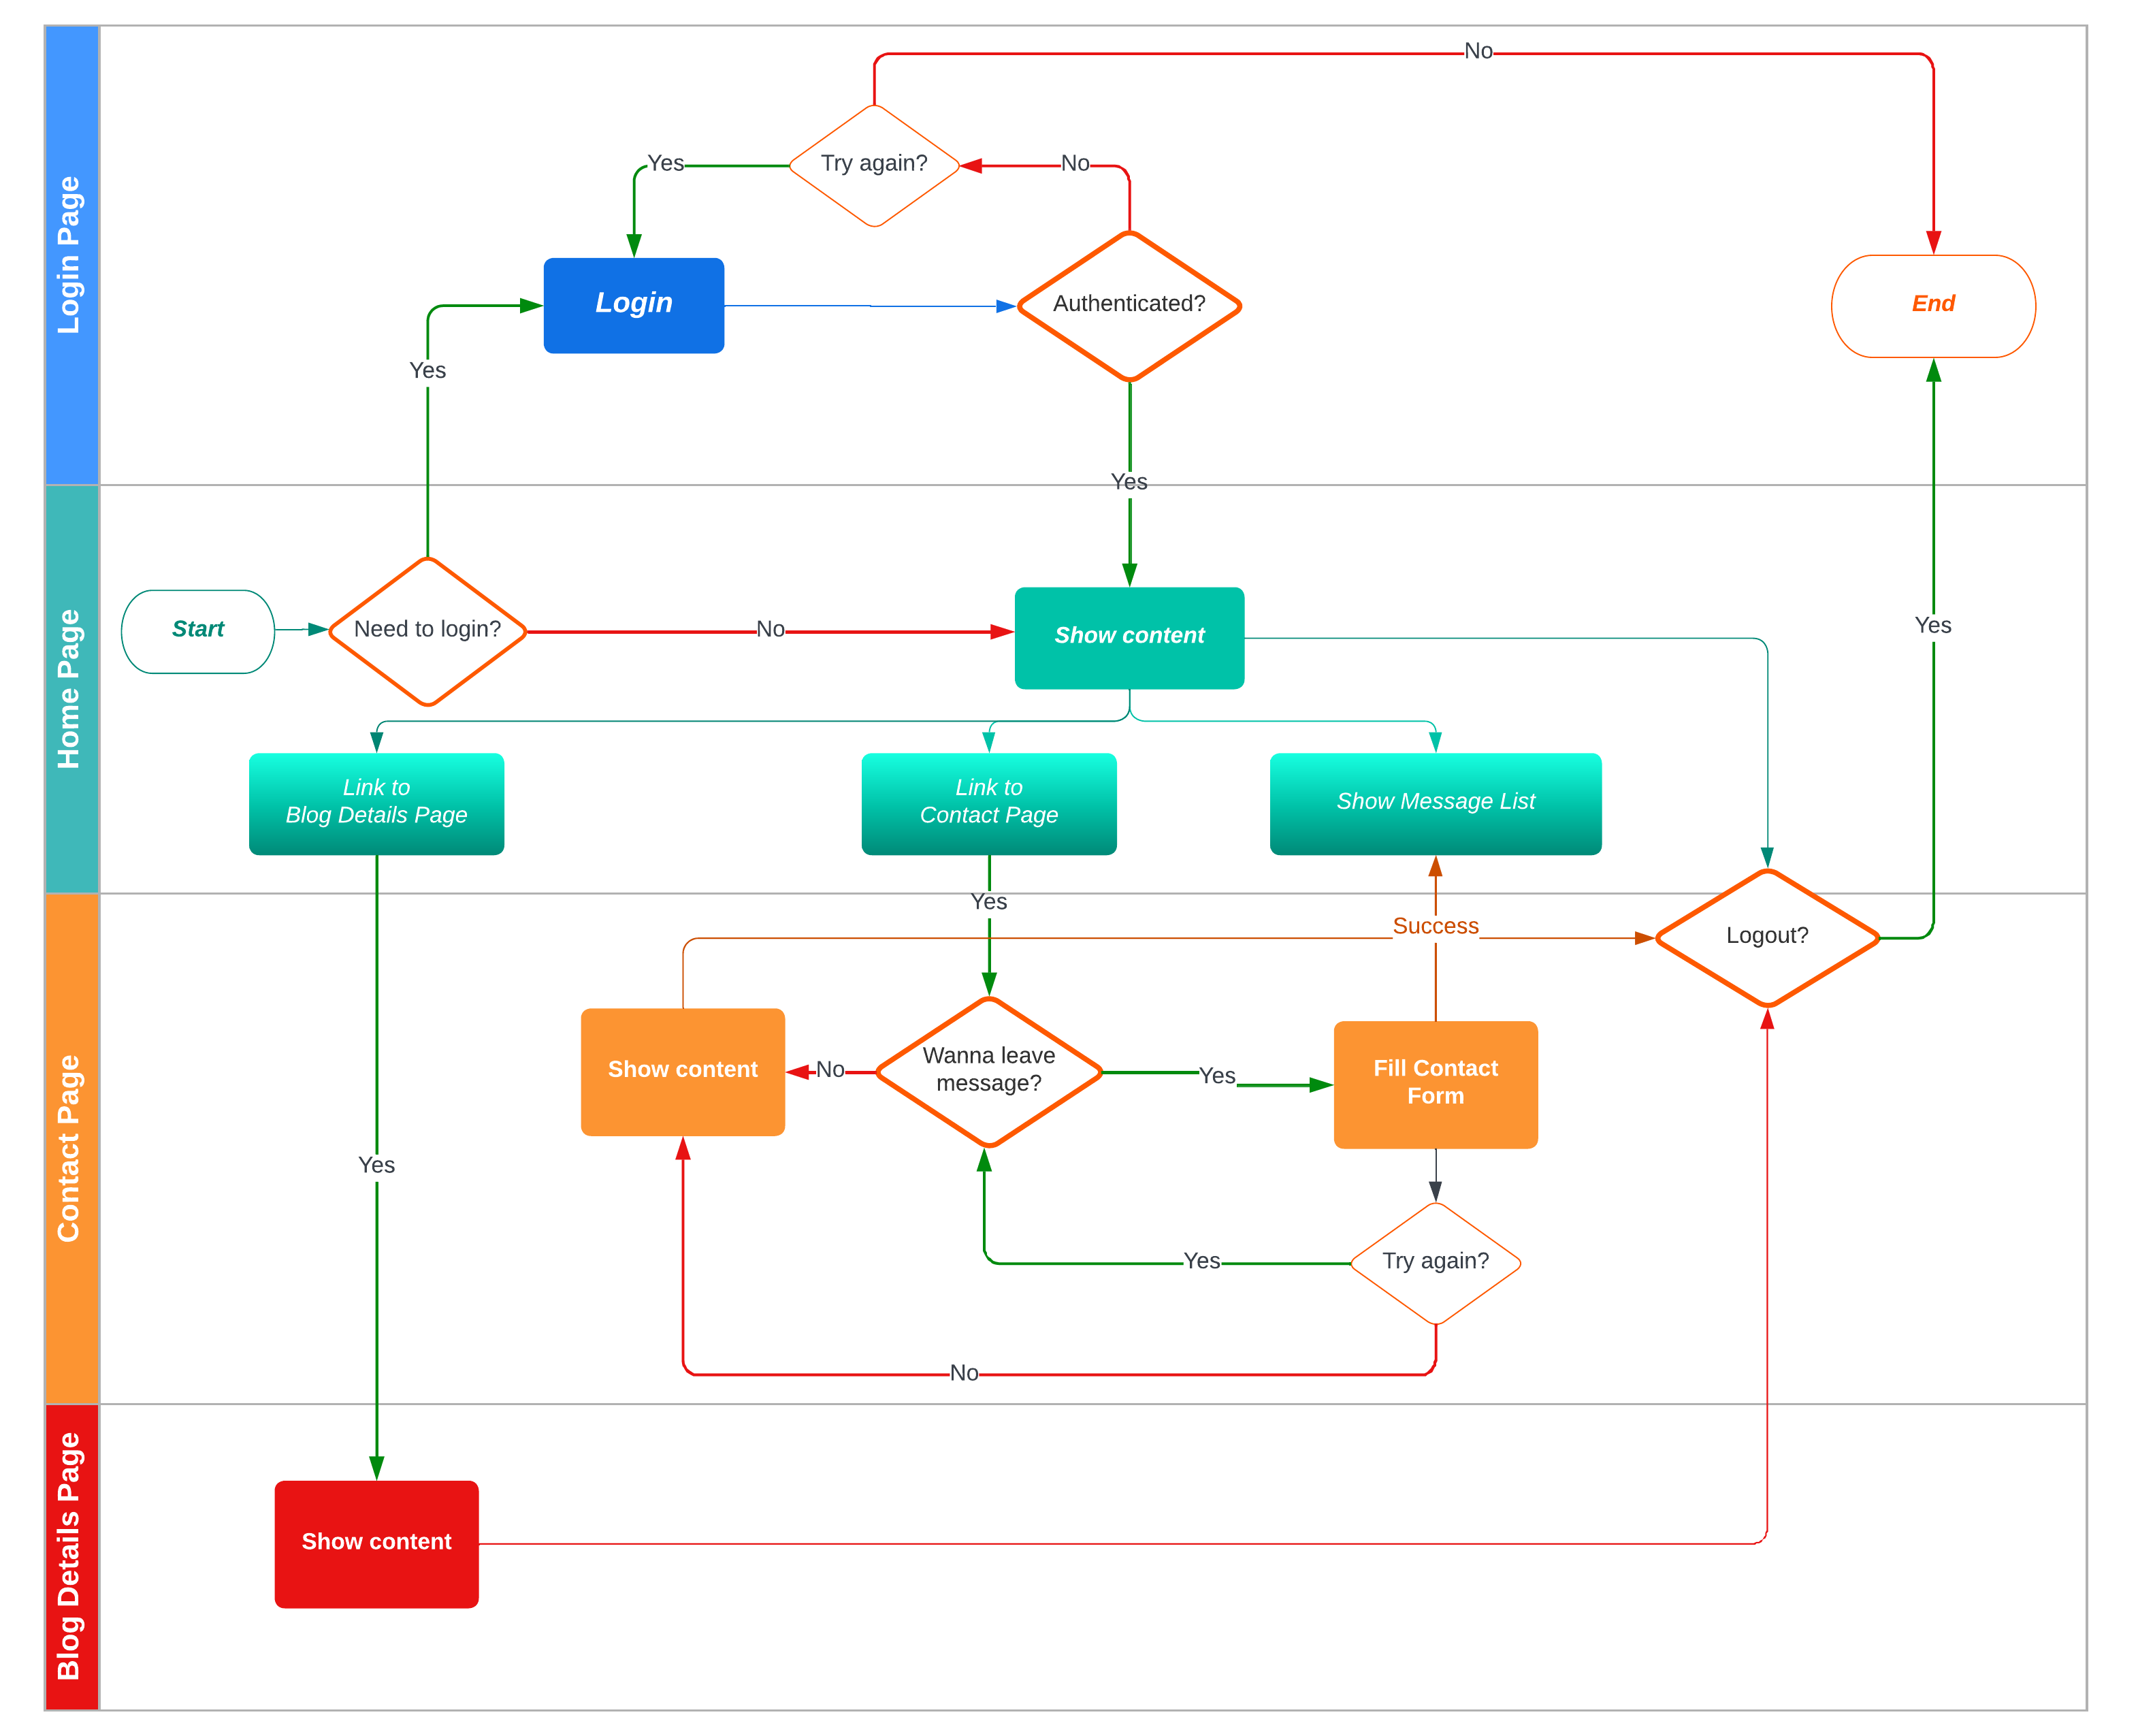 Login Page
No
Try again?
Yes
No
Login
Authenticated?
End
Yes
Yes
Home Page
Start
Need to login?
No
Show content
Yes
Link to
Blog Details Page
Link to
Contact Page
Show Message List
Contact Page
Yes
Success
Logout?
Show content
No
Wanna leave
message?
Yes
Fill Contact
Form
Yes
Yes
Try again?
No
Blog Details Page
Show content